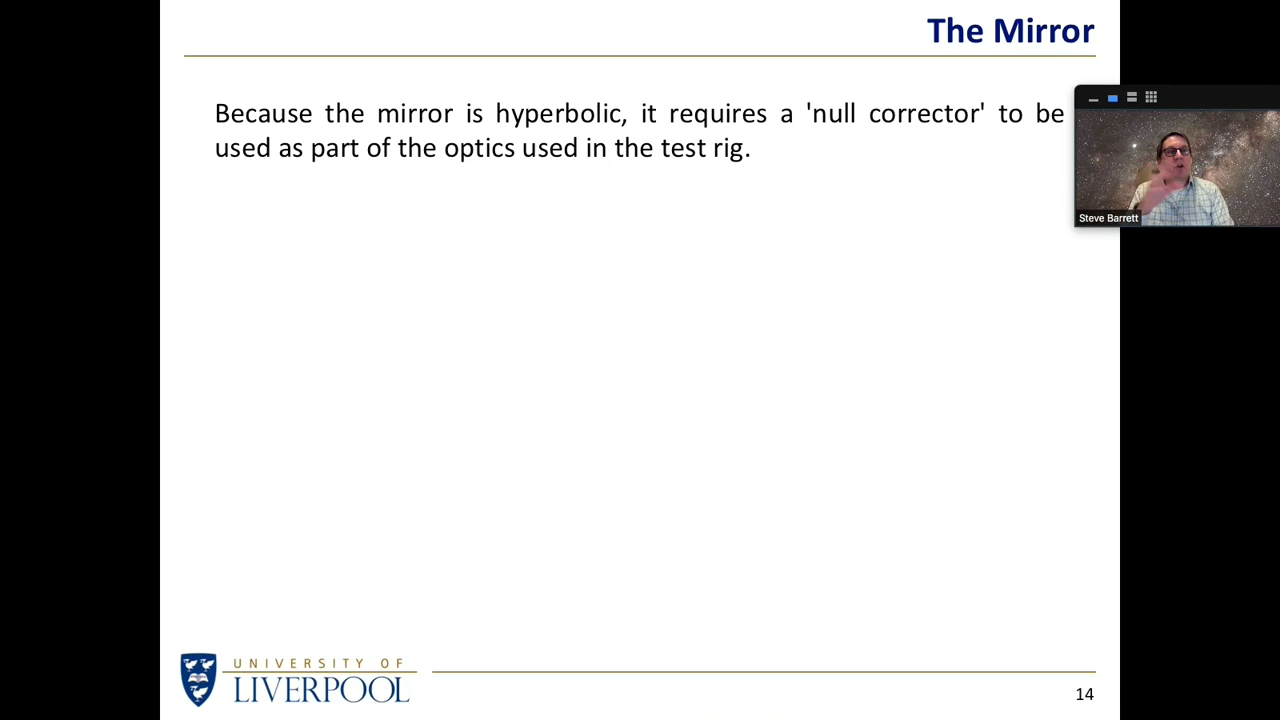 The Mirror
Because the mirror is hyperbolic, it requires a 'null corrector' to be
used as part of the optics used in the test rig.
Steve Barrett
UNIVERSITY OF
LIVERPOOL
14